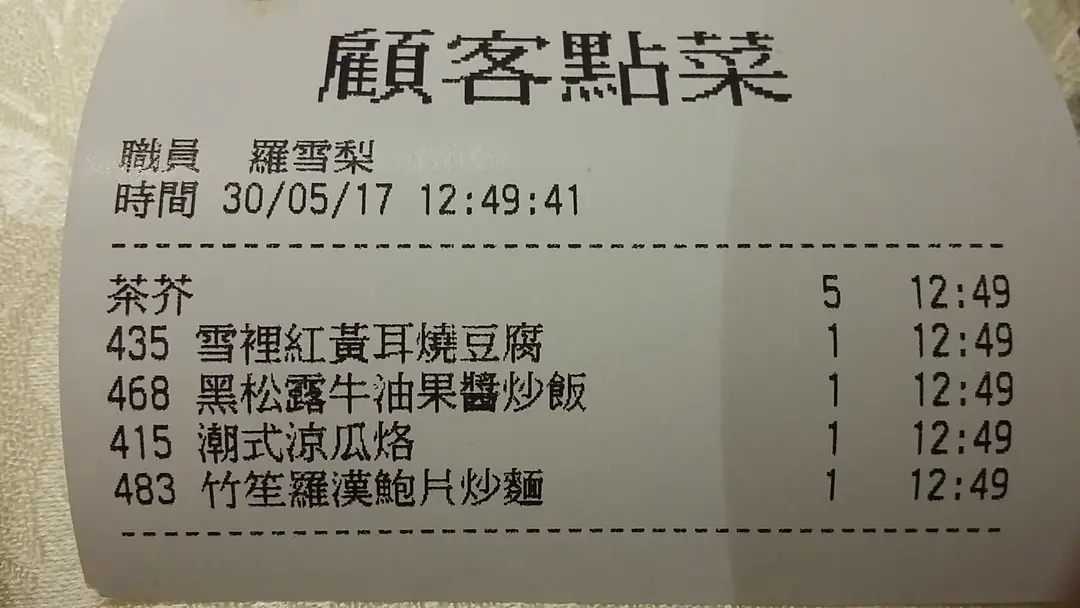 顧客點菜
職員 羅雪梨
時間 30/05/17 12:49:41
茶芥 5 12:49
435 雪裡紅黃耳燒豆腐 1 12:49
468 黑松露牛油果醬炒飯 1 12:49
415 潮式涼瓜烙 1 12:49
483 竹笙羅漢鮑片炒麵 1 12:49